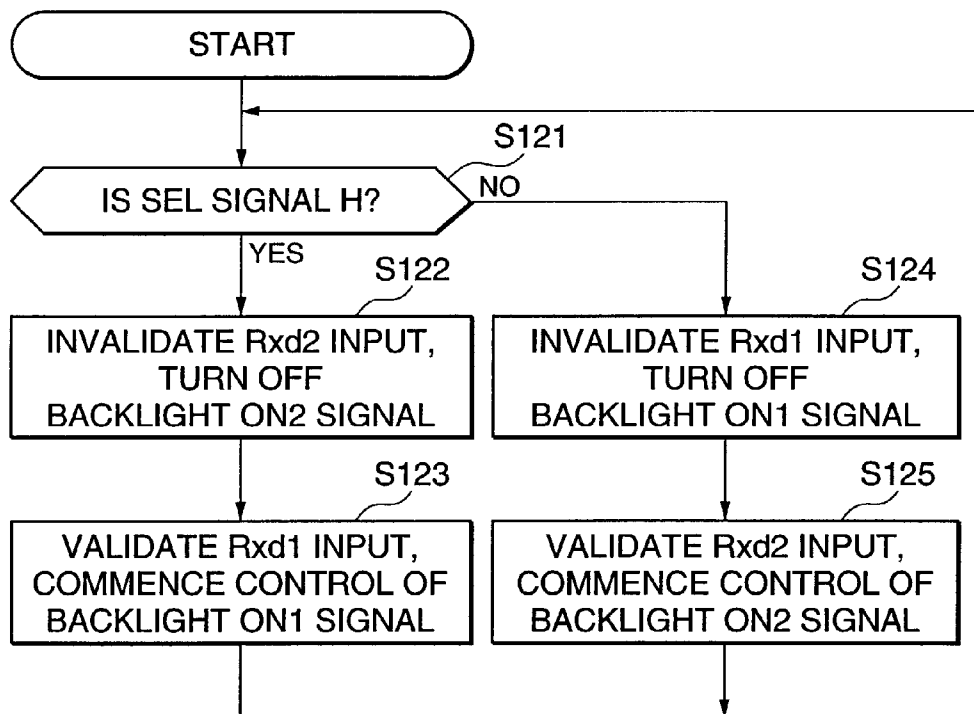 START
S121
IS SEL SIGNAL H?
NO
YES
S122
INVALIDATE Rxd2 INPUT,
TURN OFF
BACKLIGHT ON2 SIGNAL
S124
INVALIDATE Rxd1 INPUT,
TURN OFF
BACKLIGHT ON1 SIGNAL
S123
VALIDATE Rxd1 INPUT,
COMMENCE CONTROL OF
BACKLIGHT ON1 SIGNAL
S125
VALIDATE Rxd2 INPUT,
COMMENCE CONTROL OF
BACKLIGHT ON2 SIGNAL